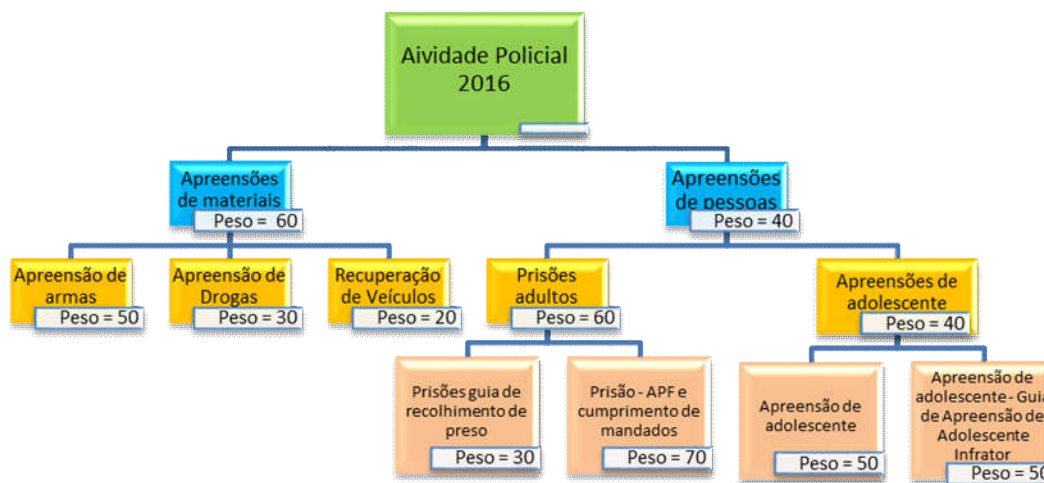 Aividade Policial
2016
Apreensões
de materiais
Peso = 60
Apreensões
de pessoas
Peso = 40
Apreensão de
armas
Peso = 50
Apreensão de
Drogas
Peso = 30
Recuperação
de Veículos
Peso = 20
Prisões
adultos
Peso = 60
Apreensões de
adolescente
Peso = 40
Prisões guia de
recolhimento de
preso
Peso = 30
Prisão - APF e
cumprimento de
mandados
Peso = 70
Apreensão de
adolescente
Peso = 50
Apreensão de
adolescente - Guia
de Apreensão de
Adolescente
Infrator
Peso = 50